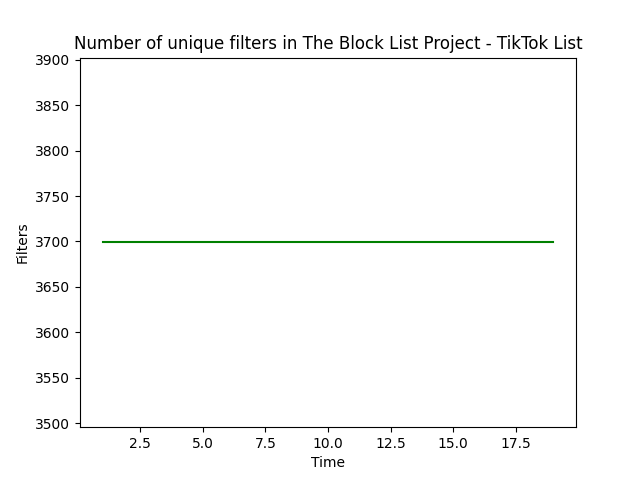 Number of unique filters in The Block List Project - TikTok List
3900
3850
3800
3750
3700
3650
3600
3550
3500
Filters
2.5 5.0 7.5 10.0 12.5 15.0 17.5
Time